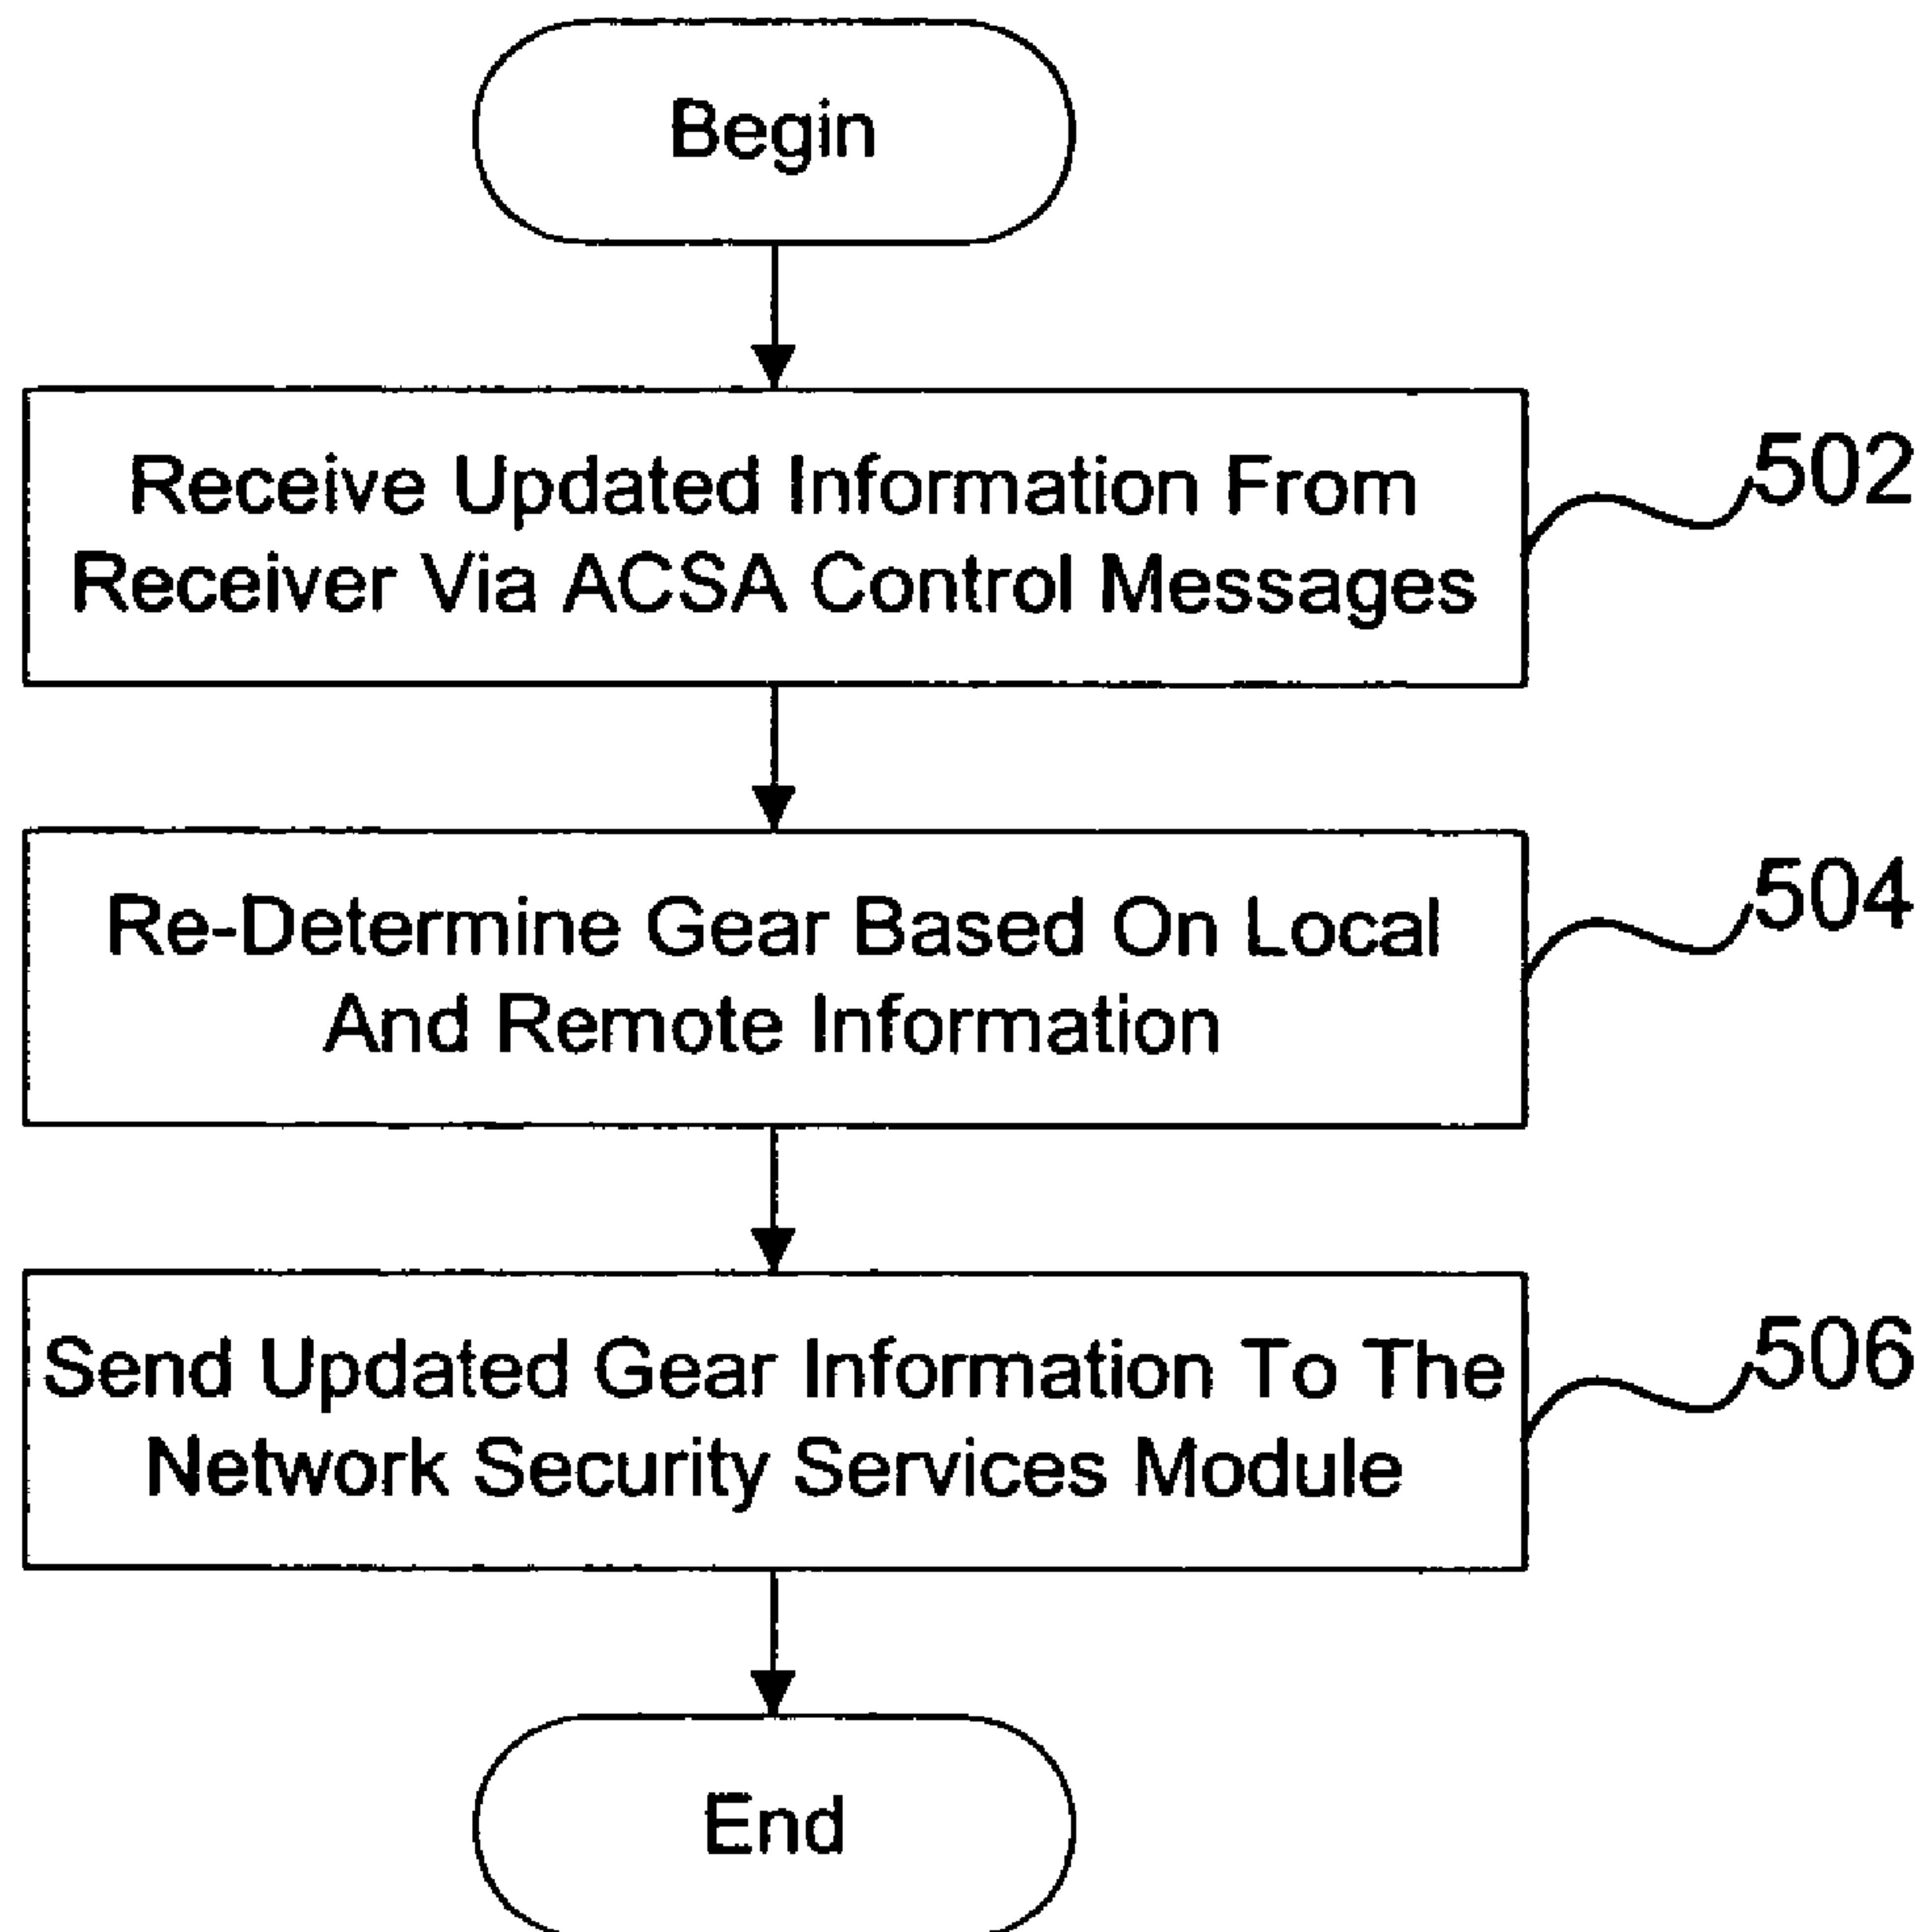 Begin
Receive Updated Information From
Receiver Via ACSA Control Messages
502
Re-Determine Gear Based On Local
And Remote Information
504
Send Updated Gear Information To The
Network Security Services Module
506
End